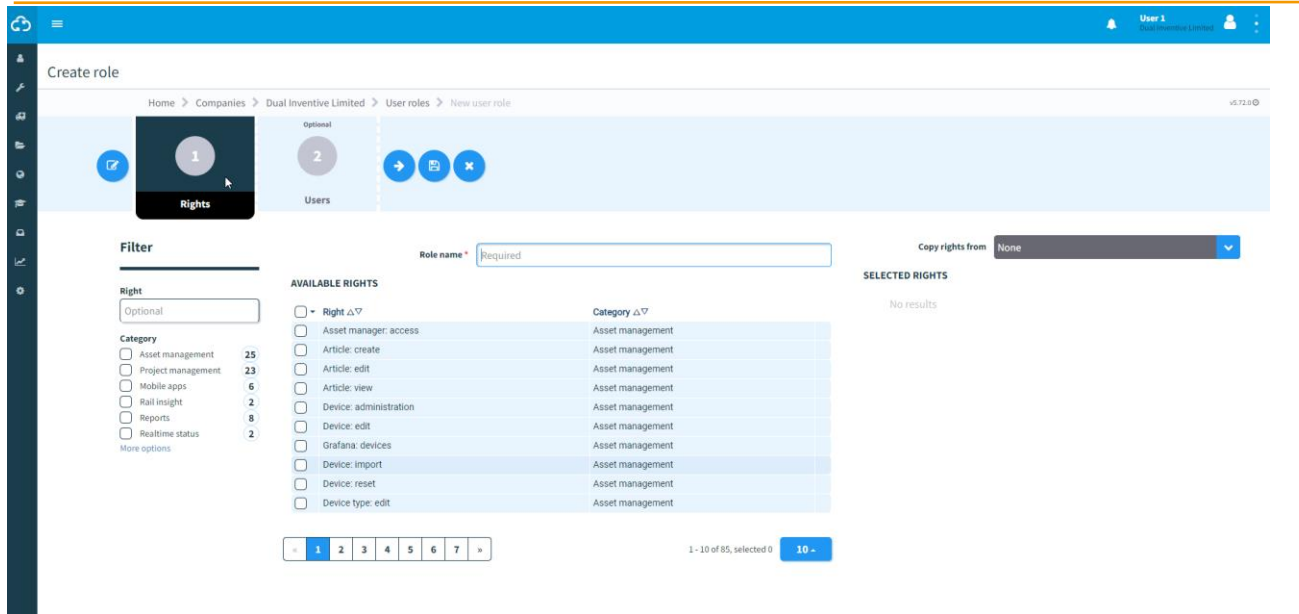 User 1
Dual Inventive Limited
Create role
Home > Companies > Dual Inventive Limited > User roles > New user role
v5.72.0
Optional
1
2
Rights
Users
Filter
Role name *
Required
Copy rights from
None
AVAILABLE RIGHTS
SELECTED RIGHTS
No results
Right
Optional
Category
Asset management 25
Project management 23
Mobile apps 6
Rail insight 2
Reports 8
Realtime status 2
More options
Right △▽ Category △▽
Asset manager: access Asset management
Article: create Asset management
Article: edit Asset management
Article: view Asset management
Device: administration Asset management
Device: edit Asset management
Grafana: devices Asset management
Device: import Asset management
Device: reset Asset management
Device type: edit Asset management
« 1 2 3 4 5 6 7 »
1 - 10 of 85, selected 0
10